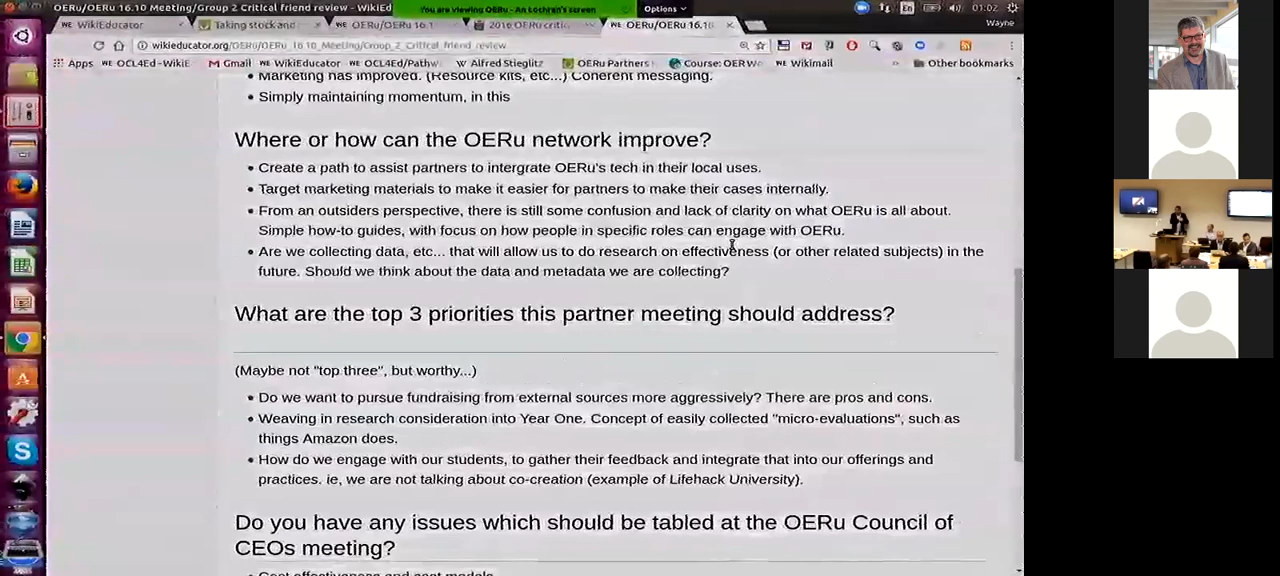 OERu/OERu 16.10 Meeting/Group 2 Critical friend review - WikiEd
You are viewing OERu - An cothren's screen
Options
En
01:02
WikiEducator
Taking stock and
OERu/OERu 16.1
2016 OERu critic
OERu/OERu 16.10
Wayne
wikieducator.org/OERu/OERu_16.10_Meeting/Group_2_Critical_friend_review
Apps
OCL4Ed -WikiE
Gmail
WikiEducator
OCL4Ed/Pathw
Alfred Stieglitz
OERu Partners
Course: OER W
Wikimail
Other bookmarks
Marketing has improved. (Resource kits, etc...) Coherent messaging.
Simply maintaining momentum, in this
Where or how can the OERu network improve?
Create a path to assist partners to intergrate OERu's tech in their local uses.
Target marketing materials to make it easier for partners to make their cases internally.
From an outsiders perspective, there is still some confusion and lack of clarity on what OERu is all about.
Simple how-to guides, with focus on how people in specific roles can engage with OERu.
Are we collecting data, etc... that will allow us to do research on effectiveness (or other related subjects) in the
future. Should we think about the data and metadata we are collecting?
What are the top 3 priorities this partner meeting should address?
(Maybe not "top three", but worthy...)
Do we want to pursue fundraising from external sources more aggressively? There are pros and cons.
Weaving in research consideration into Year One. Concept of easily collected "micro-evaluations", such as
things Amazon does.
How do we engage with our students, to gather their feedback and integrate that into our offerings and
practices. ie, we are not talking about co-creation (example of Lifehack University).
Do you have any issues which should be tabled at the OERu Council of
CEOs meeting?
Cost effectiveness and cost models